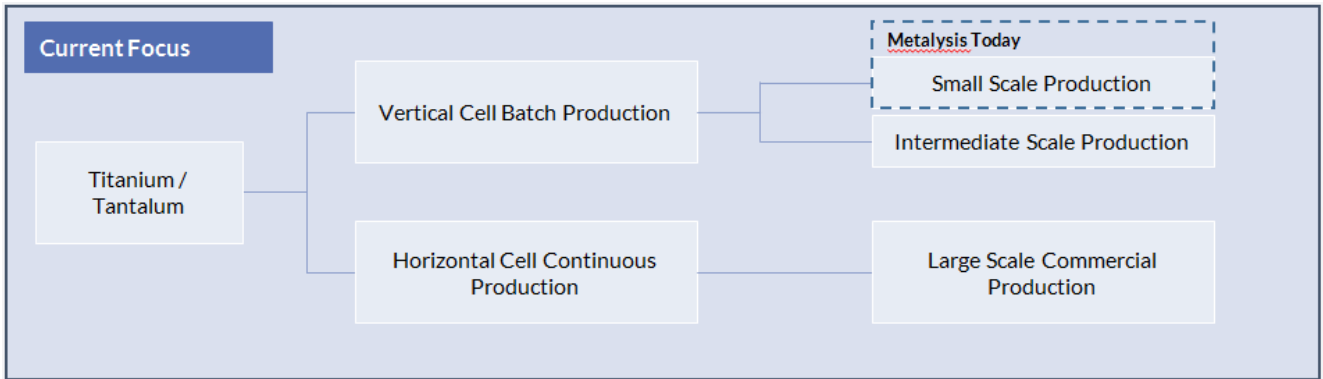 Current Focus
Metalysis Today
Small Scale Production
Vertical Cell Batch Production
Intermediate Scale Production
Titanium /
Tantalum
Horizontal Cell Continuous
Production
Large Scale Commercial
Production